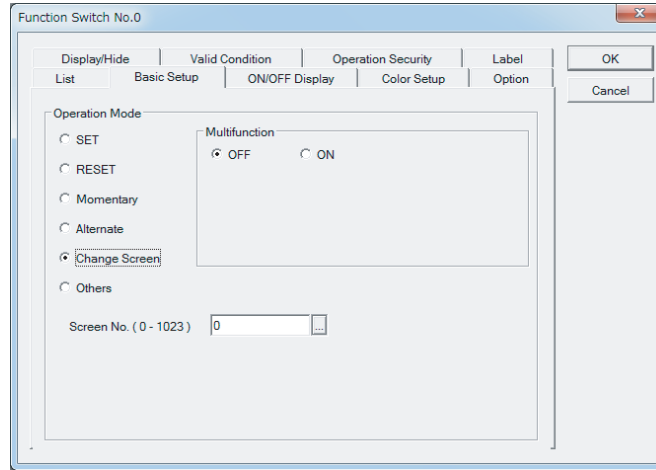 Function Switch No.0
Display/Hide Valid Condition Operation Security Label
List Basic Setup ON/OFF Display Color Setup Option
OK
Cancel
Operation Mode
SET
RESET
Momentary
Alternate
Change Screen
Others
Multifunction
OFF ON
Screen No. ( 0 - 1023 ) 0 ...